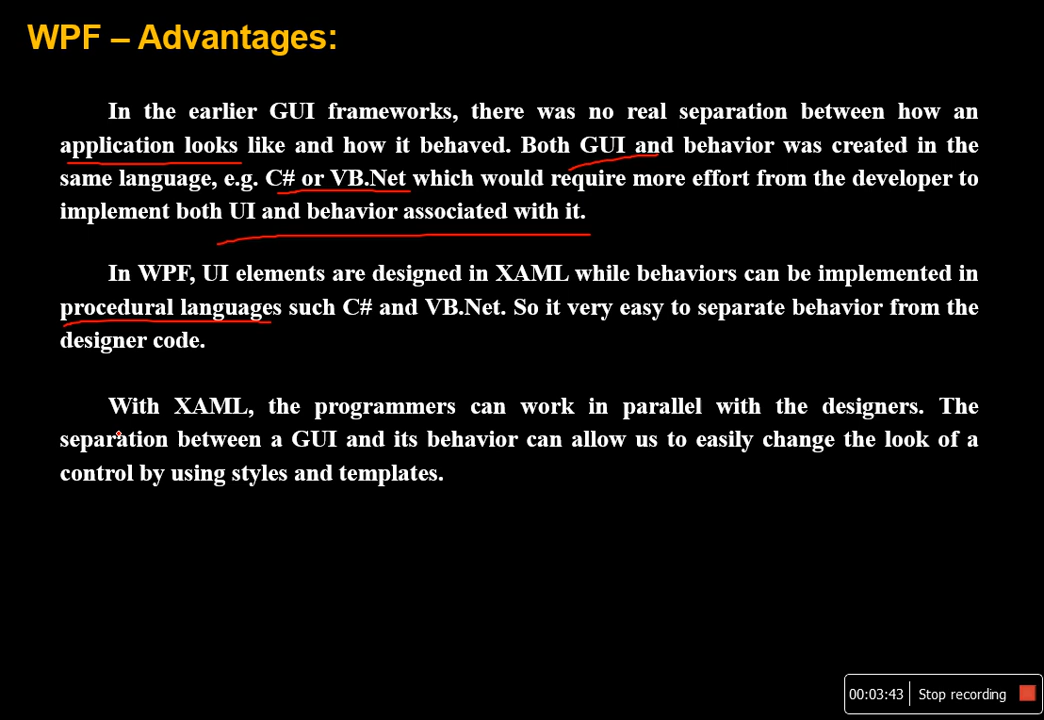 WPF – Advantages:
In the earlier GUI frameworks, there was no real separation between how an
application looks like and how it behaved. Both GUI and behavior was created in the
same language, e.g. C# or VB.Net which would require more effort from the developer to
implement both UI and behavior associated with it.
In WPF, UI elements are designed in XAML while behaviors can be implemented in
procedural languages such C# and VB.Net. So it very easy to separate behavior from the
designer code.
With XAML, the programmers can work in parallel with the designers. The
separation between a GUI and its behavior can allow us to easily change the look of a
control by using styles and templates.
00:03:43 Stop recording